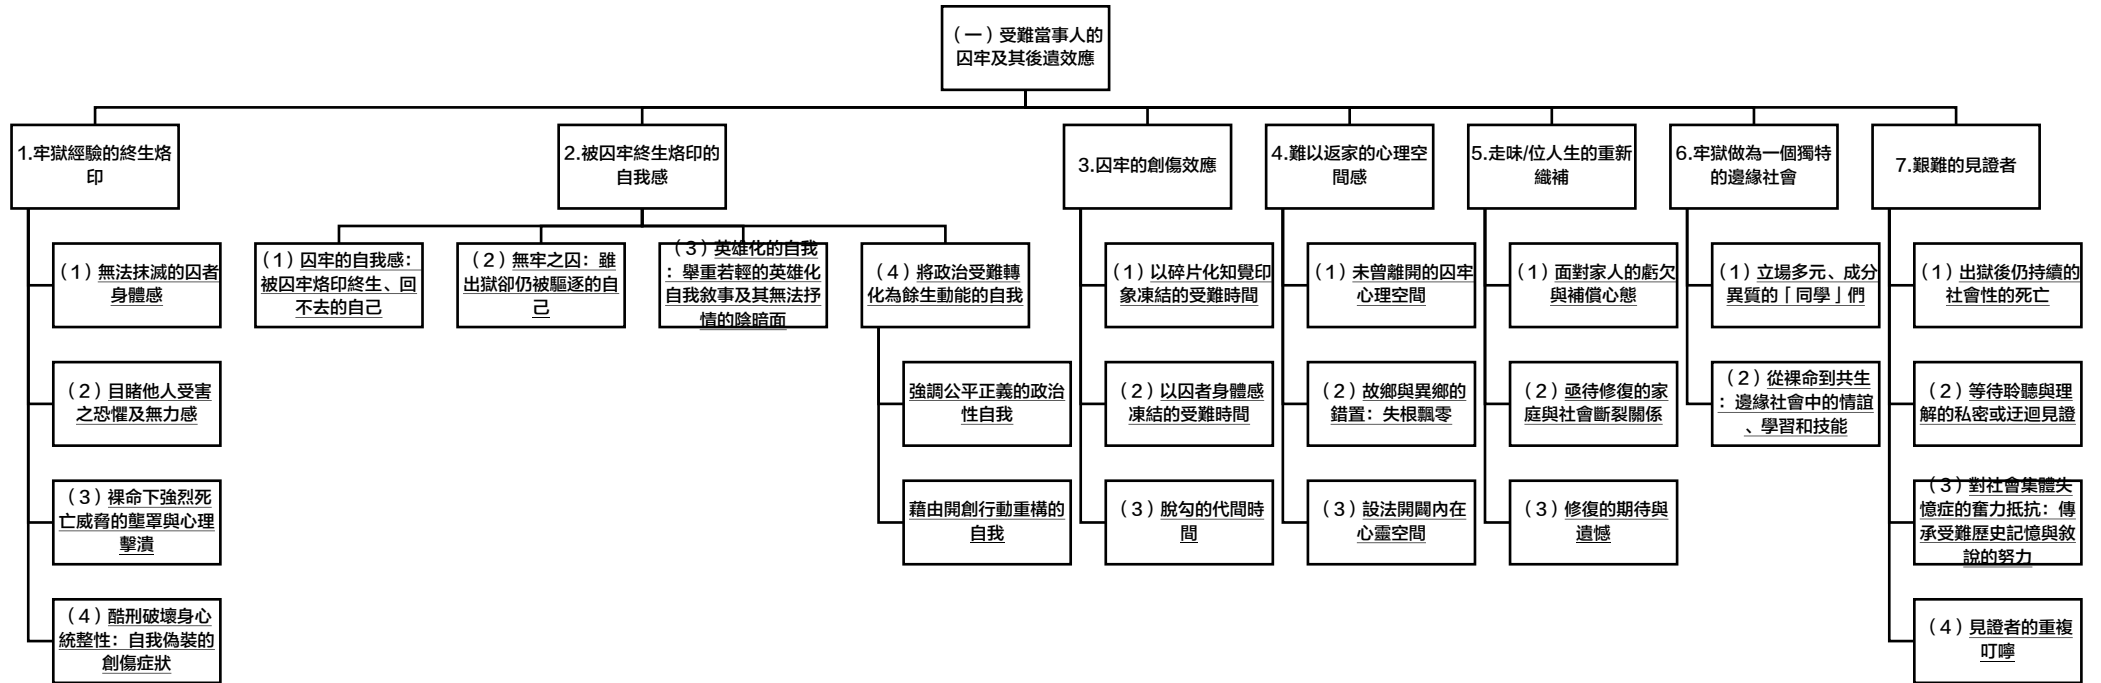 （一）受難當事人的
囚牢及其後遺效應
1.牢獄經驗的終生烙
印
（1）無法抹滅的囚者
身體感
（2）目睹他人受害
之恐懼及無力感
（3）裸命下強烈死
亡威脅的壟罩與心理
擊潰
（4）酷刑破壞身心
統整性：自我偽裝的
創傷症狀
2.被囚牢終生烙印的
自我感
（1）囚牢的自我感：
被囚牢烙印終生、回
不去的自己
（2）無牢之囚：雖
出獄卻仍被驅逐的自
己
（3）英雄化的自我
：舉重若輕的英雄化
自我敘事及其無法抒
情的陰暗面
（4）將政治受難轉
化為餘生動能的自我
強調公平正義的政治
性自我
藉由開創行動重構的
自我
3.囚牢的創傷效應
（1）以碎片化知覺印
象凍結的受難時間
（2）以囚者身體感
凍結的受難時間
（3）脫勾的代間時
間
4.難以返家的心理空
間感
（1）未曾離開的囚牢
心理空間
（2）故鄉與異鄉的
錯置：失根飄零
（3）設法開闢內在
心靈空間
5.走味/位人生的重新
織補
（1）面對家人的虧欠
與補償心態
（2）亟待修復的家
庭與社會斷裂關係
（3）修復的期待與
遺憾
6.牢獄做為一個獨特
的邊緣社會
（1）立場多元、成分
異質的「同學」們
（2）從裸命到共生
：邊緣社會中的情誼
、學習和技能
7.艱難的見證者
（1）出獄後仍持續的
社會性的死亡
（2）等待聆聽與理
解的私密或迂迴見證
（3）對社會集體失
憶症的奮力抵抗：傳
承受難歷史記憶與敘
說的努力
（4）見證者的重複
叮嚀